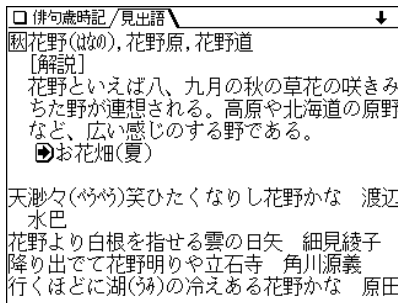 俳句歳時記/見出語
秋花野(はなの),花野原,花野道
[解説]
花野といえば八、九月の秋の草花の咲きみ
ちた野が連想される。高原や北海道の原野
など、広い感じのする野である。
➡お花畑(夏)
天渺々(べうべう)笑ひたくなりし花野かな 渡辺
水巴
花野より白根を指せる雲の日矢 細見綾子
降り出でて花野明りや立石寺 角川源義
行くほどに湖(うみ)の冷えある花野かな 原田